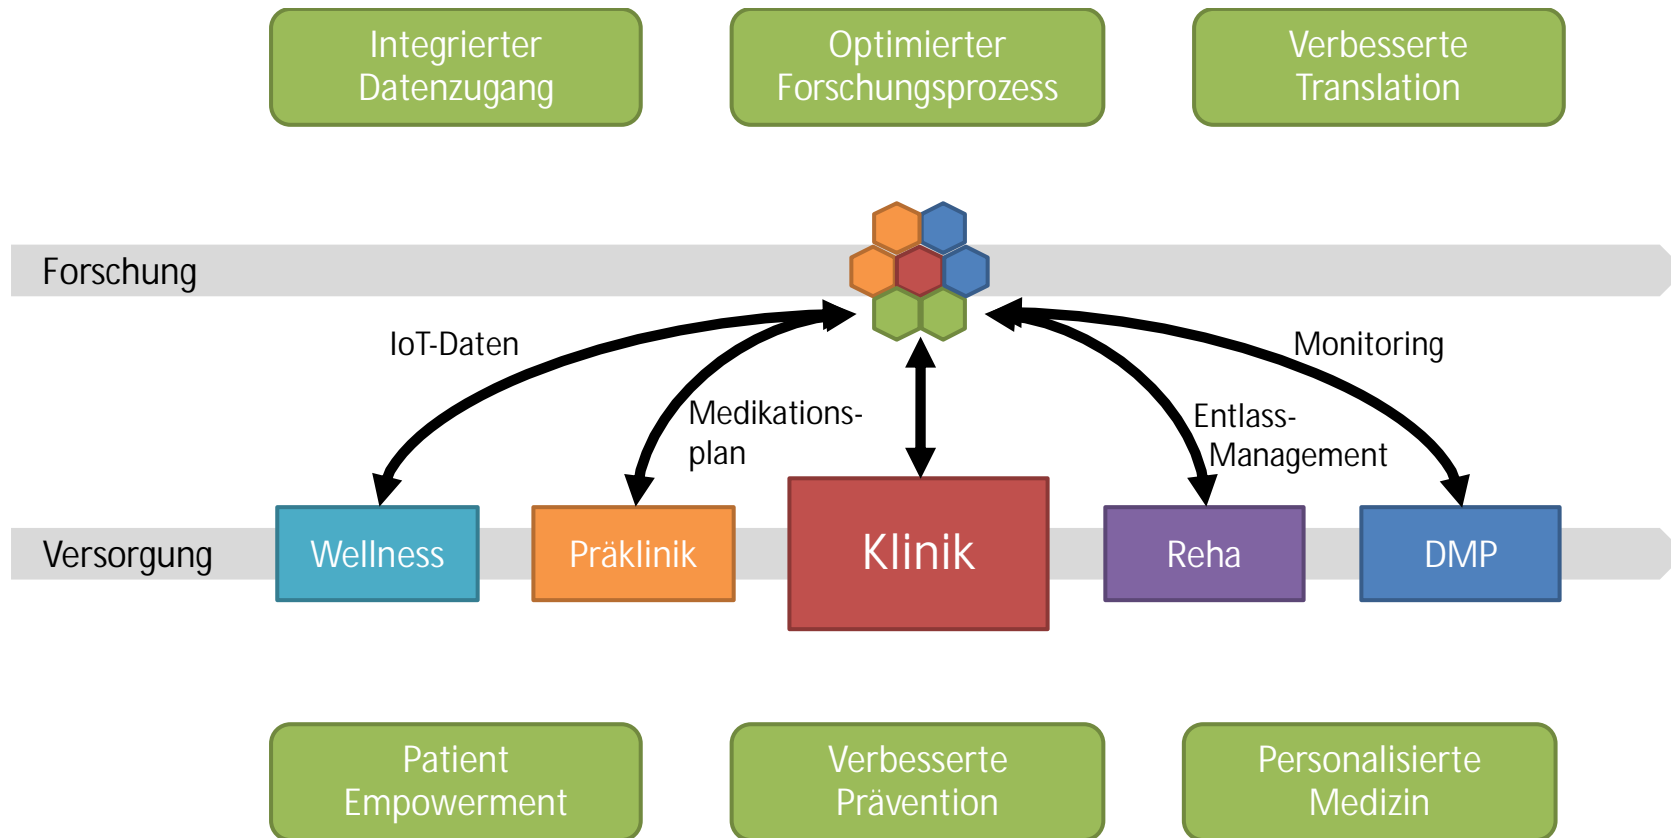 Integrierter
Datenzugang
Optimierter
Forschungsprozess
Verbesserte
Translation
Forschung
IoT-Daten
Monitoring
Medikations-
plan
Entlass-
Management
Versorgung
Wellness
Präklinik
Klinik
Reha
DMP
Patient
Empowerment
Verbesserte
Prävention
Personalisierte
Medizin